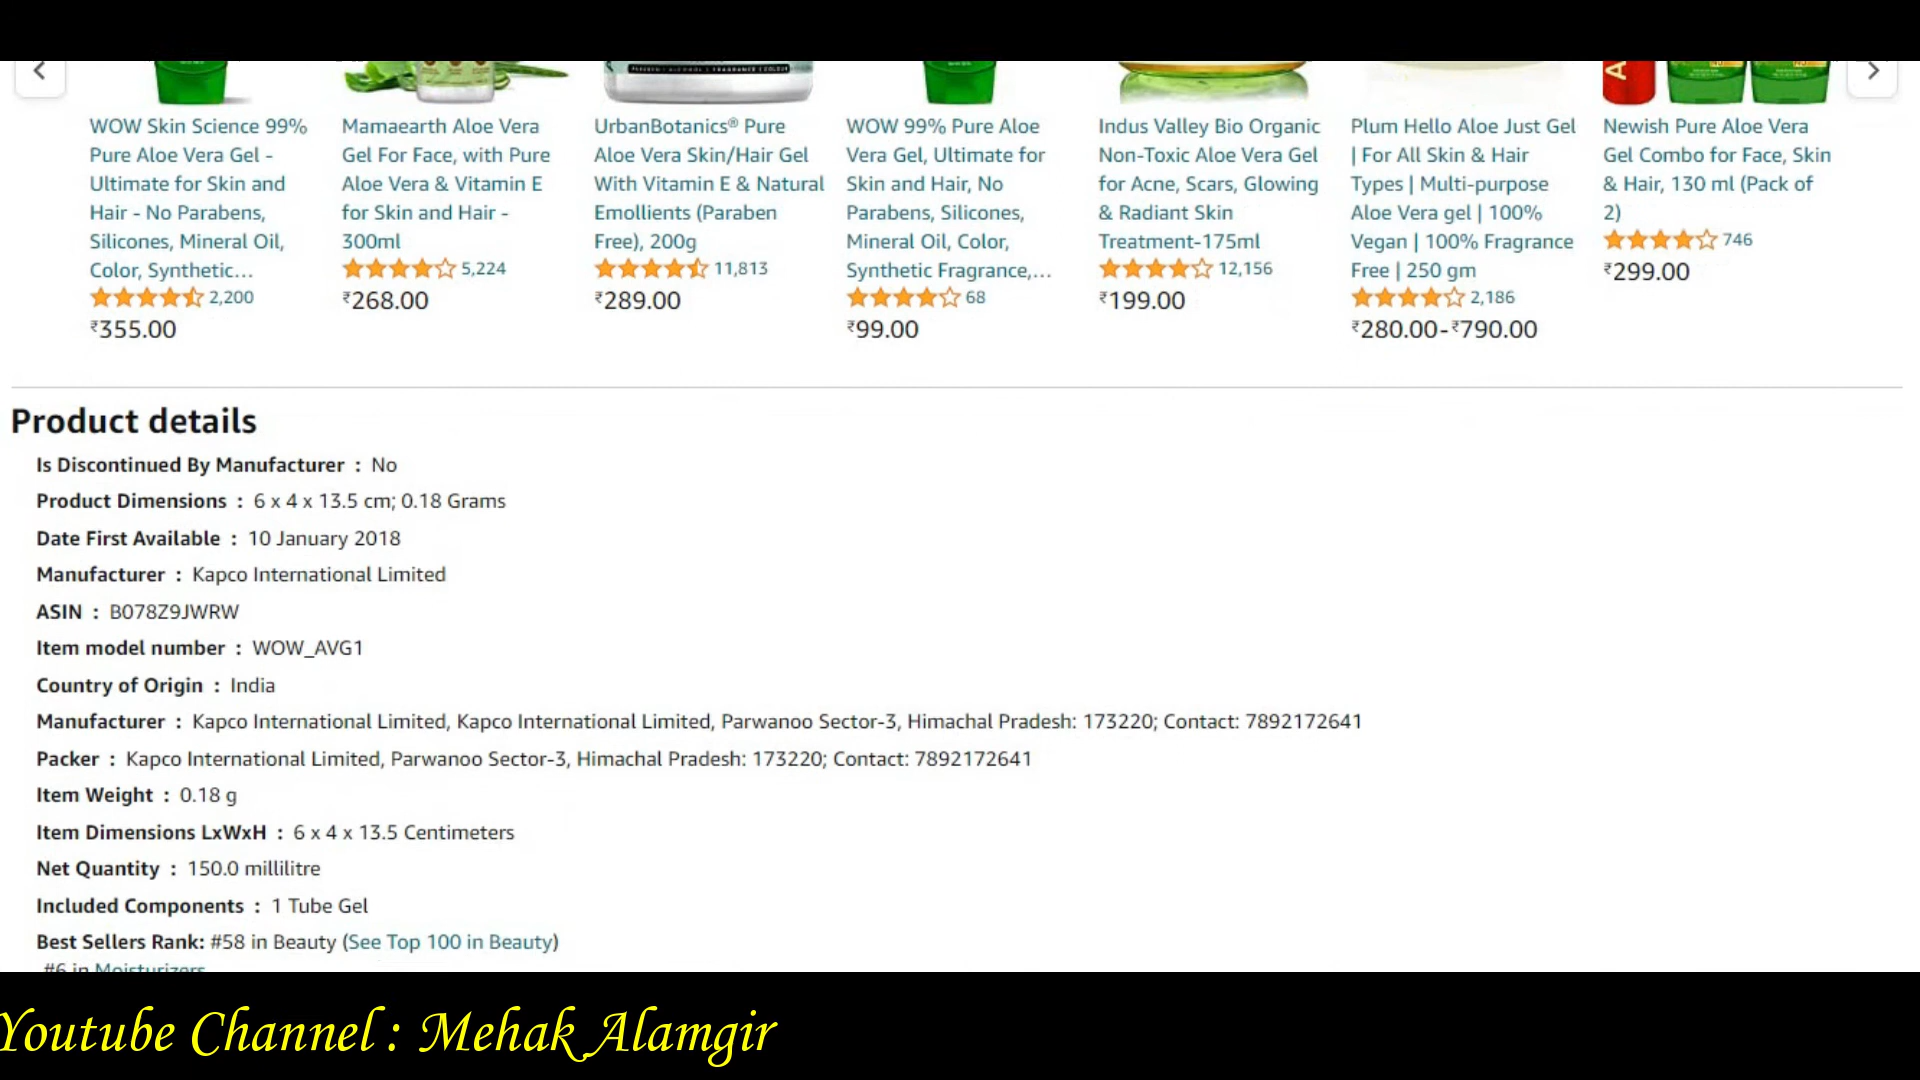 PARABEN | ALCOHOL | FRAGRANCE | COLOUR
WOW Skin Science 99%
Pure Aloe Vera Gel -
Ultimate for Skin and
Hair - No Parabens,
Silicones, Mineral Oil,
Color, Synthetic...
2,200
₹355.00
Mamaearth Aloe Vera
Gel For Face, with Pure
Aloe Vera & Vitamin E
for Skin and Hair -
300ml
5,224
₹268.00
UrbanBotanics® Pure
Aloe Vera Skin/Hair Gel
With Vitamin E & Natural
Emollients (Paraben
Free), 200g
11,813
₹289.00
WOW 99% Pure Aloe
Vera Gel, Ultimate for
Skin and Hair, No
Parabens, Silicones,
Mineral Oil, Color,
Synthetic Fragrance,...
68
₹99.00
Indus Valley Bio Organic
Non-Toxic Aloe Vera Gel
for Acne, Scars, Glowing
& Radiant Skin
Treatment-175ml
12,156
₹199.00
Plum Hello Aloe Just Gel
| For All Skin & Hair
Types | Multi-purpose
Aloe Vera gel | 100%
Vegan | 100% Fragrance
Free | 250 gm
2,186
₹280.00-₹790.00
Newish Pure Aloe Vera
Gel Combo for Face, Skin
& Hair, 130 ml (Pack of
2)
746
₹299.00
Product details
Is Discontinued By Manufacturer : No
Product Dimensions : 6 x 4 x 13.5 cm; 0.18 Grams
Date First Available : 10 January 2018
Manufacturer : Kapco International Limited
ASIN : B078Z9JWRW
Item model number : WOW_AVG1
Country of Origin : India
Manufacturer : Kapco International Limited, Kapco International Limited, Parwanoo Sector-3, Himachal Pradesh: 173220; Contact: 7892172641
Packer : Kapco International Limited, Parwanoo Sector-3, Himachal Pradesh: 173220; Contact: 7892172641
Item Weight : 0.18 g
Item Dimensions LxWxH : 6 x 4 x 13.5 Centimeters
Net Quantity : 150.0 millilitre
Included Components : 1 Tube Gel
Best Sellers Rank: #58 in Beauty (See Top 100 in Beauty)
#6 in Moisturizers
Youtube Channel : Mehak Alamgir